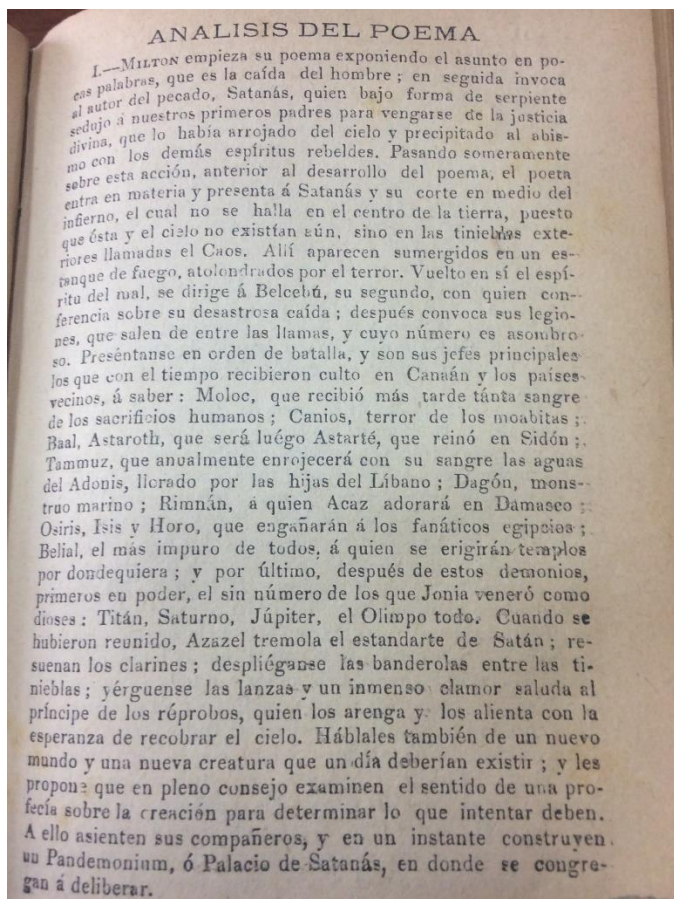 ANALISIS DEL POEMA
I.—MILTON empieza su poema exponiendo el asunto en po-
cas palabras, que es la caída del hombre; en seguida invoca
al autor del pecado, Satanás, quien bajo forma de serpiente
sedujo á nuestros primeros padres para vengarse de la justicia
divina, que lo había arrojado del cielo y precipitado al abis-
mo con los demás espíritus rebeldes. Pasando someramente
sobre esta acción, anterior al desarrollo del poema, el poeta
entra en materia y presenta á Satanás y su corte en medio del
infierno, el cual no se halla en el centro de la tierra, puesto
que ésta y el cielo no existían aún, sino en las tinieblas exte-
riores llamadas el Caos. Allí aparecen sumergidos en un es-
tanque de fuego, atolondrados por el terror. Vuelto en sí el espí-
ritu del mal, se dirige á Belcebú, su segundo, con quien con-
ferencia sobre su desastrosa caída; después convoca sus legio-
nes, que salen de entre las llamas, y cuyo número es asombro-
so. Preséntanse en orden de batalla, y son sus jefes principales
los que con el tiempo recibieron culto en Canaán y los países
vecinos, á saber: Moloc, que recibió más tarde tánta sangre
de los sacrificios humanos; Canios, terror de los moabitas;
Baal, Astaroth, que será luégo Astarté, que reinó en Sidón;
Tammuz, que anualmente enrojecerá con su sangre las aguas
del Adonis, llorado por las hijas del Líbano; Dagón, mons-
truo marino; Rimnán, á quien Acaz adorará en Damasco;
Osiris, Isis y Horo, que engañarán á los fanáticos egipcios;
Belial, el más impuro de todos, á quien se erigirán templos
por dondequiera; y por último, después de estos demonios,
primeros en poder, el sin número de los que Jonia veneró como
dioses: Titán, Saturno, Júpiter, el Olimpo todo. Cuando se
hubieron reunido, Azazel tremola el estandarte de Satán; re-
suenan los clarines; despliéganse las banderolas entre las ti-
nieblas; yérguense las lanzas y un inmenso clamor saluda al
príncipe de los réprobos, quien los arenga y los alienta con la
esperanza de recobrar el cielo. Háblales también de un nuevo
mundo y una nueva creatura que un día deberían existir; y les
propone que en pleno consejo examinen el sentido de una pro-
fecía sobre la creación para determinar lo que intentar deben.
A ello asienten sus compañeros, y en un instante construyen
un Pandemonium, ó Palacio de Satanás, en donde se congre-
gan á deliberar.